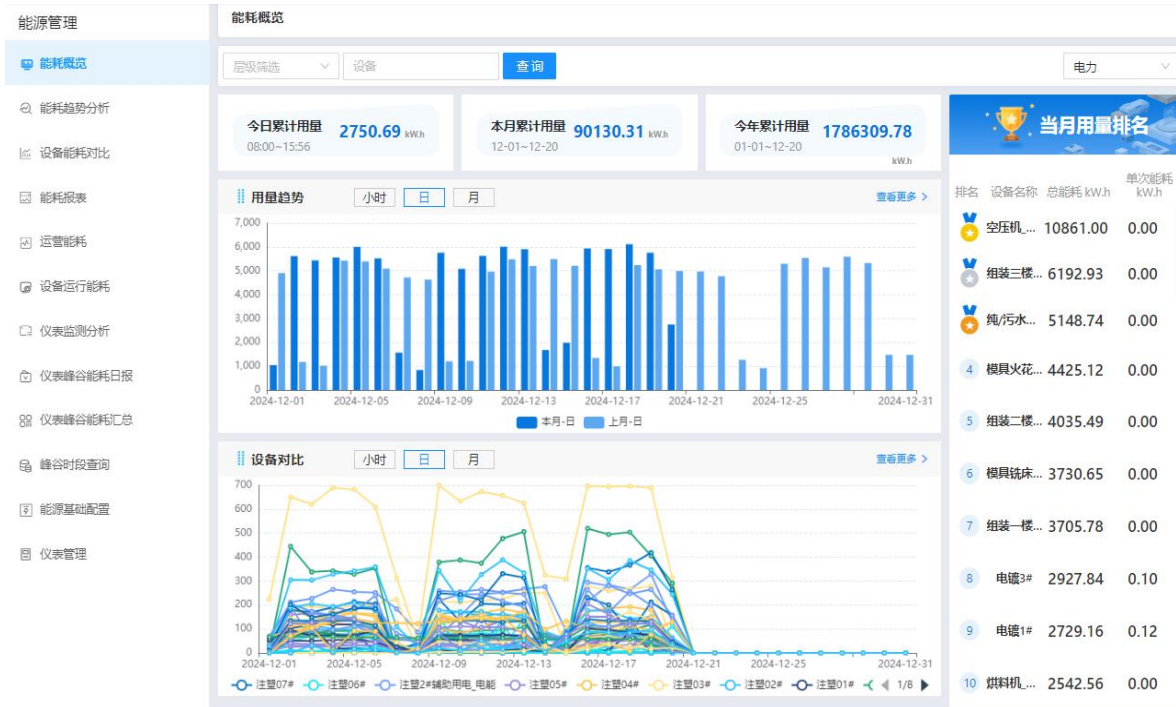 能源管理
能耗概览
能耗趋势分析
设备能耗对比
能耗报表
运营能耗
设备运行能耗
仪表监测分析
仪表峰谷能耗日报
仪表峰谷能耗汇总
峰谷时段查询
能源基础配置
仪表管理
能耗概览
层级筛选 设备 查询 电力
今日累计用量 2750.69 kW.h
08:00~15:56
本月累计用量 90130.31 kW.h
12-01~12-20
今年累计用量 1786309.78
01-01~12-20 kW.h
用量趋势 小时 日 月 查看更多 >
7,000
6,000
5,000
4,000
3,000
2,000
1,000
0
2024-12-01 2024-12-05 2024-12-09 2024-12-13 2024-12-17 2024-12-21 2024-12-25 2024-12-31
本月-日 上月-日
设备对比 小时 日 月 查看更多 >
700
600
500
400
300
200
100
0
2024-12-01 2024-12-05 2024-12-09 2024-12-13 2024-12-17 2024-12-21 2024-12-25 2024-12-31
注塑07# 注塑06# 注塑2#辅助用电_电能 注塑05# 注塑04# 注塑03# 注塑02# 注塑01# 1/8
当月用量排名
排名 设备名称 总能耗 kW.h 单次能耗 kW.h
空压机_... 10861.00 0.00
组装三楼... 6192.93 0.00
纯/污水... 5148.74 0.00
4 模具火花... 4425.12 0.00
5 组装二楼... 4035.49 0.00
6 模具铣床... 3730.65 0.00
7 组装一楼... 3705.78 0.00
8 电镀3# 2927.84 0.10
9 电镀1# 2729.16 0.12
10 烘料机_... 2542.56 0.00